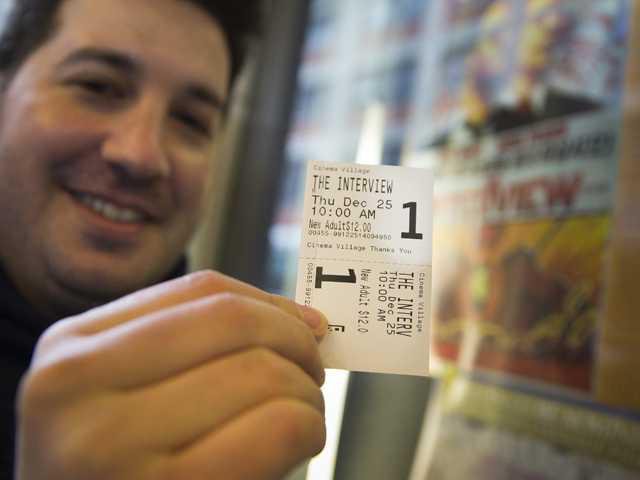 Cinema Village
THE INTERVIEW
Thu Dec 25
10:00 AM
New Adult$12.00
1
Cinema Village Thanks You
Cinema Village
THE INTERV
Thu Dec 25
10:00 AM
New Adult $12.0
1